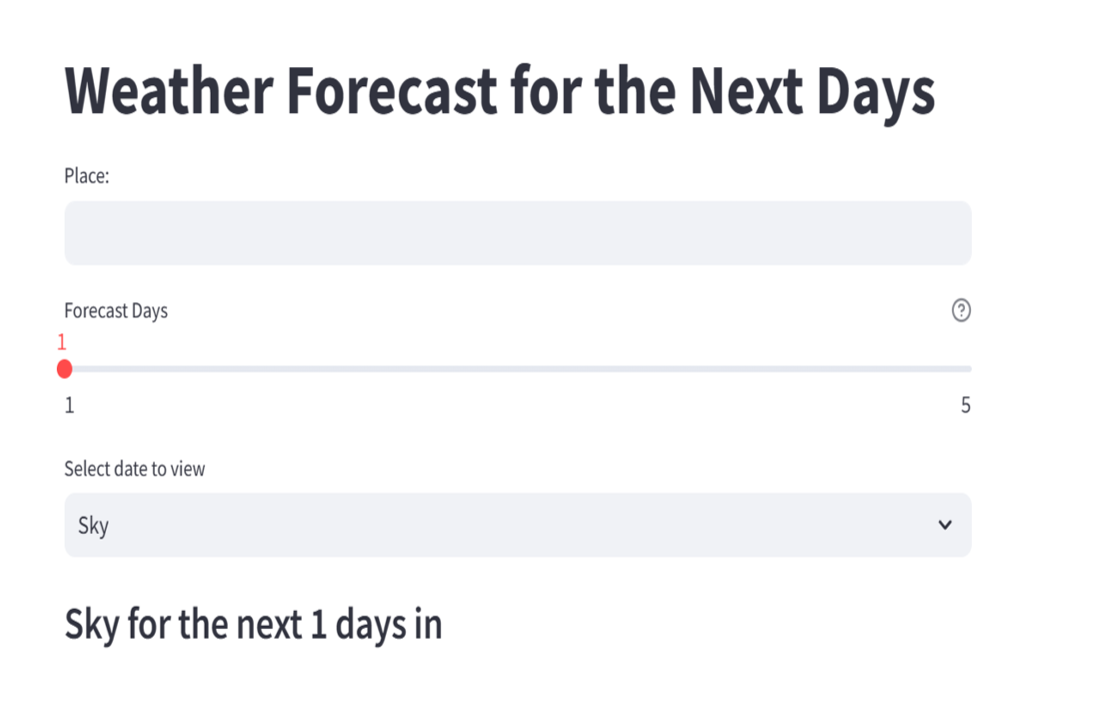 Weather Forecast for the Next Days
Place:
Forecast Days
?
1
1 5
Select date to view
Sky
Sky for the next 1 days in